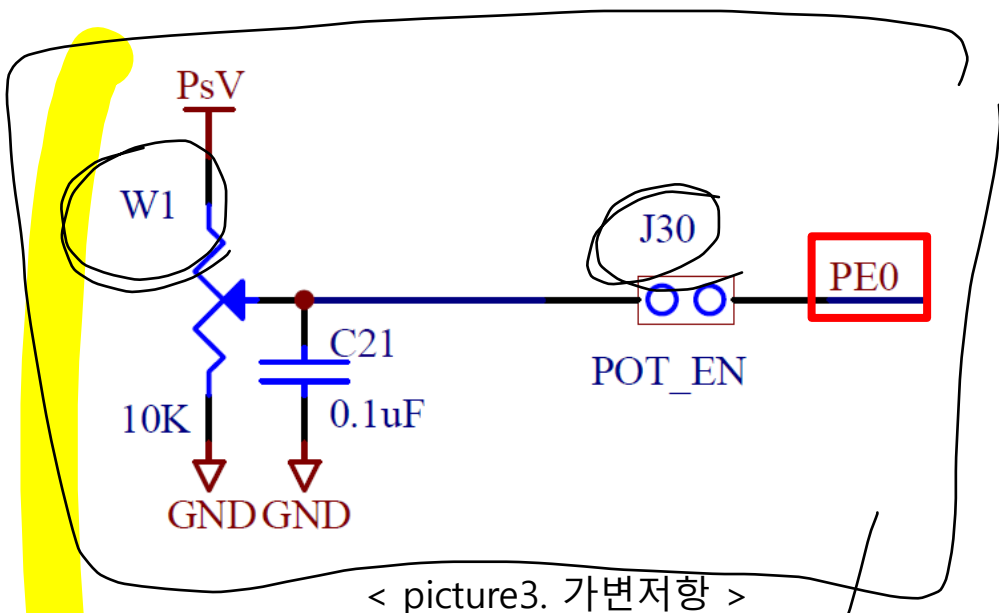 PsV
W1
J30
PE0
C21
POT_EN
10K
0.1uF
GND GND
< picture3. 가변저항 >